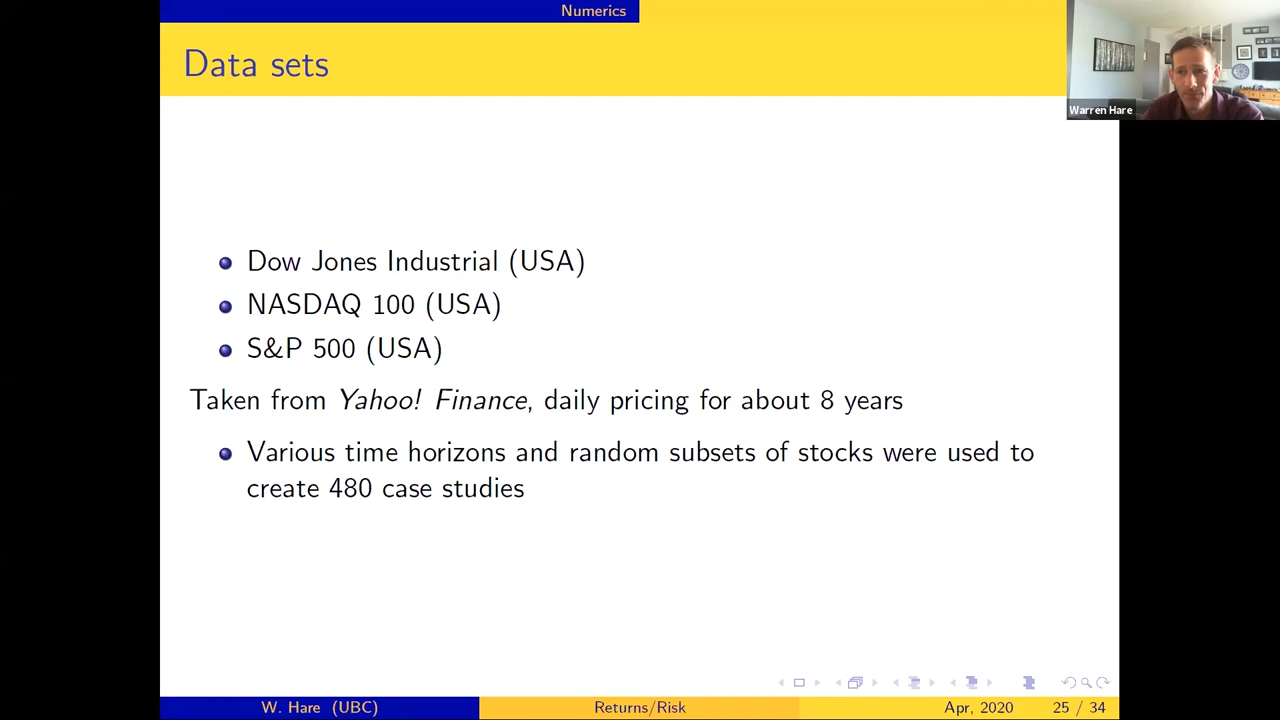 Numerics
Data sets
Warren Hare
Dow Jones Industrial (USA)
NASDAQ 100 (USA)
S&P 500 (USA)
Taken from Yahoo! Finance, daily pricing for about 8 years
Various time horizons and random subsets of stocks were used to
create 480 case studies
W. Hare (UBC)
Returns/Risk
Apr, 2020
25 / 34